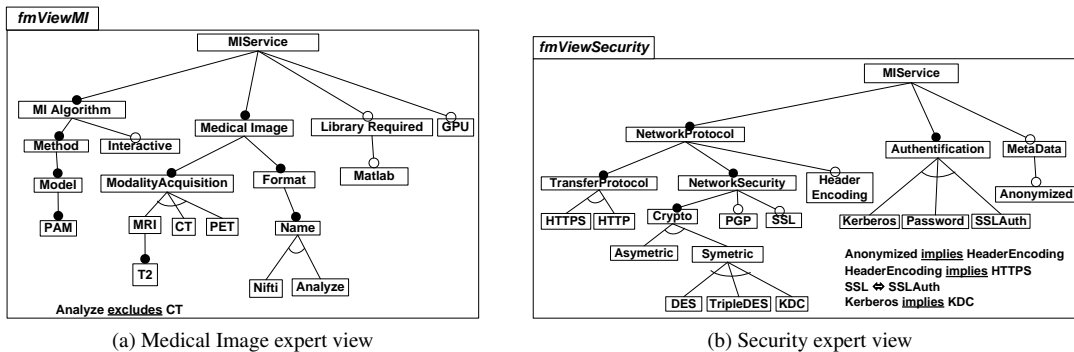 fmViewMI
MIService
MI Algorithm
Medical Image
Library Required
GPU
Method
Interactive
Matlab
Model
ModalityAcquisition
Format
PAM
MRI
CT
PET
Name
T2
Nifti
Analyze
Analyze excludes CT
(a) Medical Image expert view
fmViewSecurity
MIService
NetworkProtocol
Authentification
MetaData
TransferProtocol
NetworkSecurity
Header
Encoding
Anonymized
HTTPS
HTTP
Crypto
PGP
SSL
Kerberos
Password
SSLAuth
Asymetric
Symetric
DES
TripleDES
KDC
Anonymized implies HeaderEncoding
HeaderEncoding implies HTTPS
SSL ⇔ SSLAuth
Kerberos implies KDC
(b) Security expert view